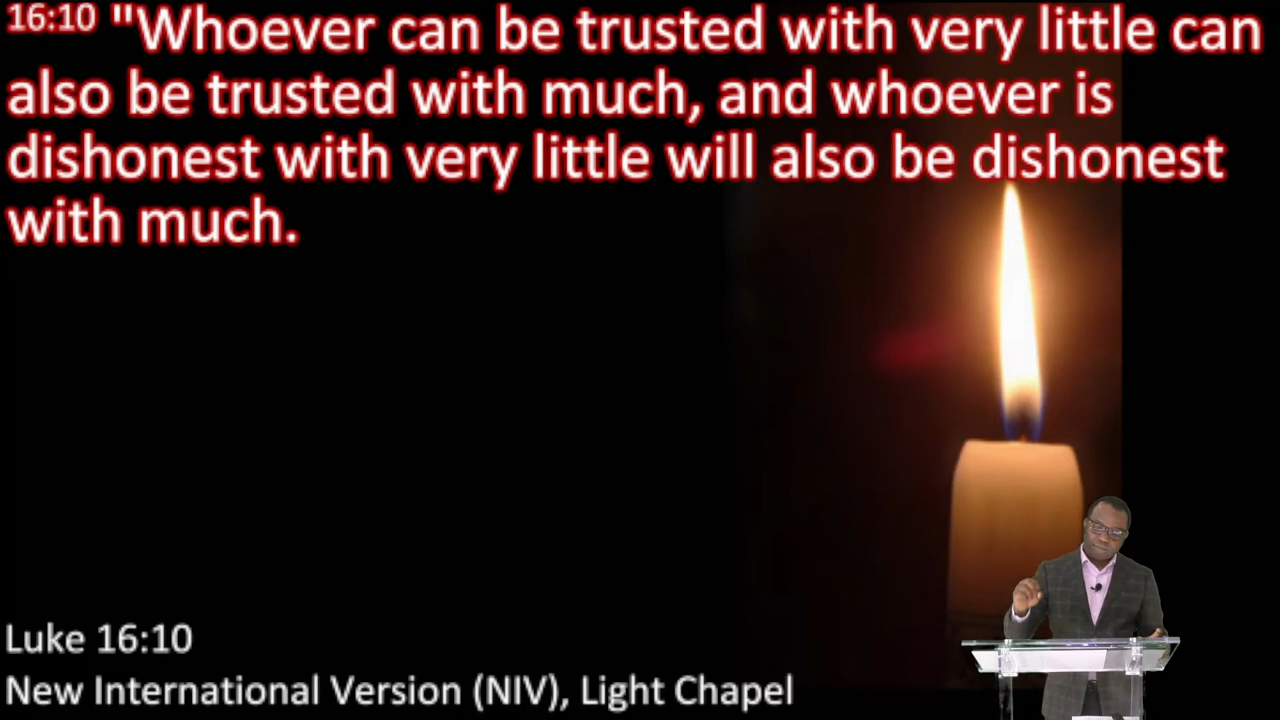 16:10 "Whoever can be trusted with very little can
also be trusted with much, and whoever is
dishonest with very little will also be dishonest
with much.
Luke 16:10
New International Version (NIV), Light Chapel